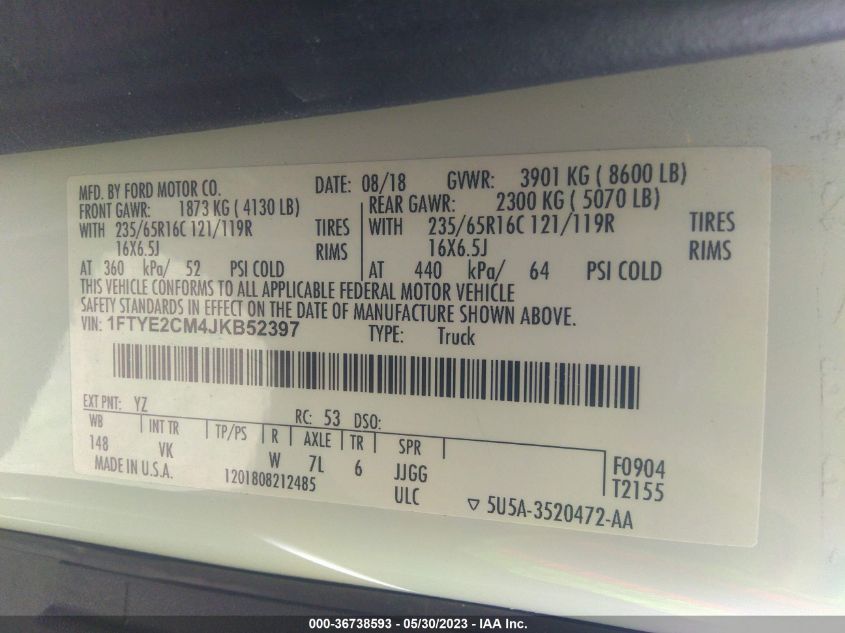 MFD. BY FORD MOTOR CO. DATE: 08/18 GVWR: 3901 KG ( 8600 LB)
FRONT GAWR: 1873 KG ( 4130 LB) REAR GAWR: 2300 KG ( 5070 LB)
WITH 235/65R16C 121/119R TIRES WITH 235/65R16C 121/119R TIRES
16X6.5J RIMS 16X6.5J RIMS
AT 360 kPa/ 52 PSI COLD AT 440 kPa/ 64 PSI COLD
THIS VEHICLE CONFORMS TO ALL APPLICABLE FEDERAL MOTOR VEHICLE
SAFETY STANDARDS IN EFFECT ON THE DATE OF MANUFACTURE SHOWN ABOVE.
VIN: 1FTYE2CM4JKB52397 TYPE: Truck
EXT PNT: YZ RC: 53 DSO:
WB INT TR TP/PS R AXLE TR SPR
148 VK W 7L 6 JJGG F0904
MADE IN U.S.A. 1201808212485 ULC T2155
▽ 5U5A-3520472-AA
000-36738593 - 05/30/2023 - IAA Inc.